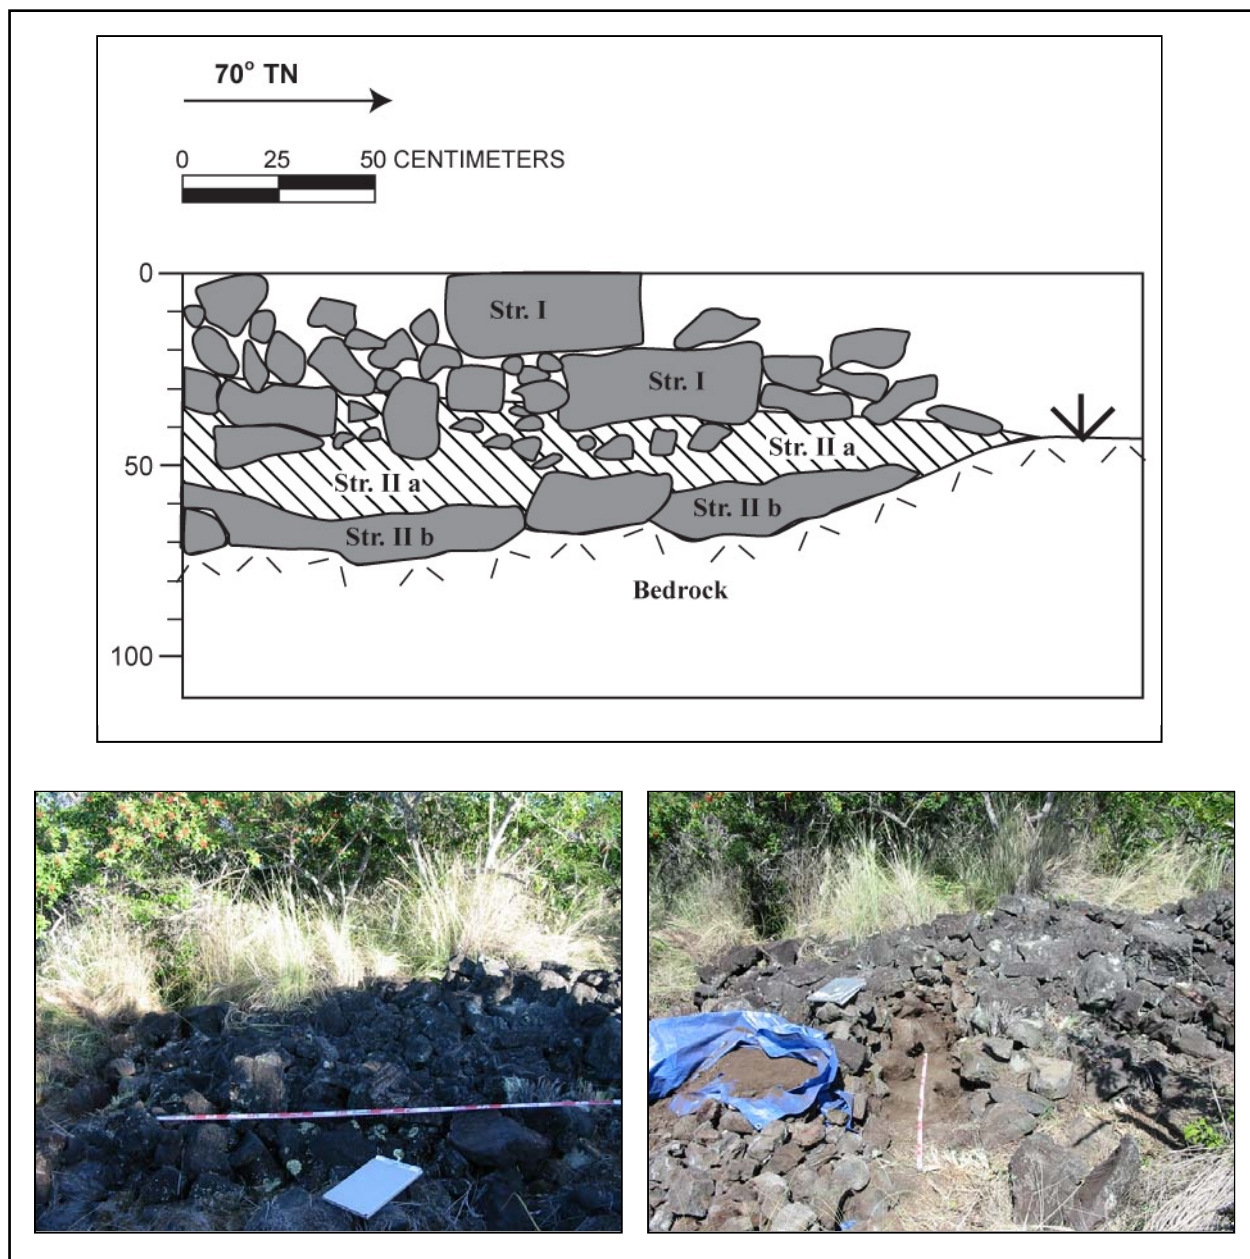 70° TN
0 25 50 CENTIMETERS
0
Str. I
Str. I
50
Str. II a
Str. II a
Str. II b
Str. II b
Bedrock
100